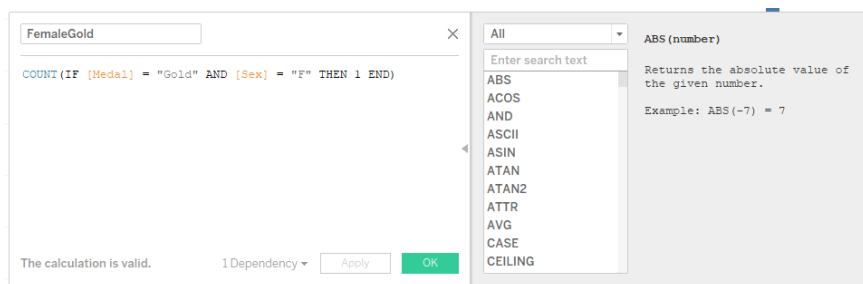 FemaleGold
COUNT(IF [Medal] = "Gold" AND [Sex] = "F" THEN 1 END)
The calculation is valid.
1 Dependency
Apply
OK
All
Enter search text
ABS
ACOS
AND
ASCII
ASIN
ATAN
ATAN2
ATTR
AVG
CASE
CEILING
ABS(number)
Returns the absolute value of
the given number.
Example: ABS(-7) = 7